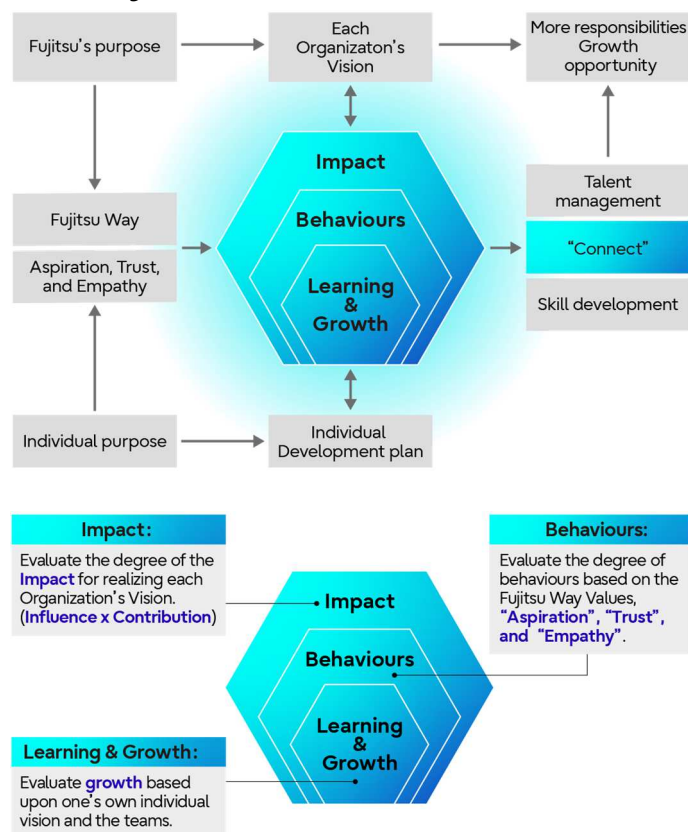 Fujitsu's purpose
Each
Organizaton's
Vision
More responsibilities
Growth
opportunity
Impact
Behaviours
Learning
&
Growth
Fujitsu Way
Aspiration, Trust,
and Empathy
Talent
management
"Connect"
Skill development
Individual purpose
Individual
Development plan
Impact:
Evaluate the degree of the
Impact for realizing each
Organization's Vision.
(Influence x Contribution)
Behaviours:
Evaluate the degree of
behaviours based on the
Fujitsu Way Values,
"Aspiration", "Trust",
and "Empathy".
Impact
Behaviours
Learning
&
Growth
Learning & Growth:
Evaluate growth based
upon one's own individual
vision and the teams.